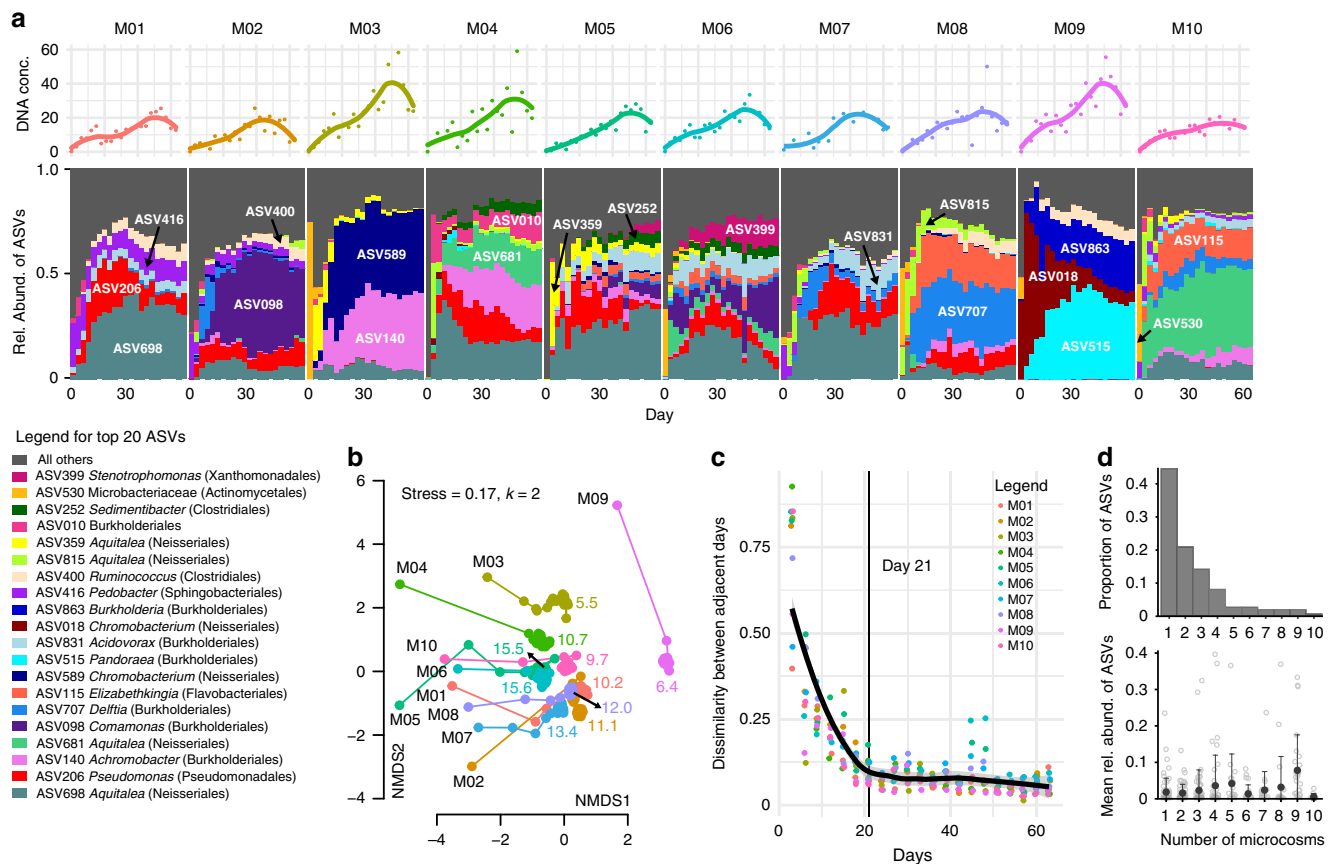 a
M01 M02 M03 M04 M05 M06 M07 M08 M09 M10
DNA conc.
60
40
20
0
Rel. Abund. of ASVs
1.0
0.5
0
ASV416
ASV206
ASV698
ASV400
ASV098
ASV589
ASV140
ASV010
ASV681
ASV359
ASV252
ASV399
ASV831
ASV815
ASV707
ASV863
ASV018
ASV515
ASV115
ASV530
0 30 0 30 0 30 0 30 0 30 0 30 0 30 0 30 0 30 0 30 60
Day
Legend for top 20 ASVs
All others
ASV399 Stenotrophomonas (Xanthomonadales)
ASV530 Microbacteriaceae (Actinomycetales)
ASV252 Sedimentibacter (Clostridiales)
ASV010 Burkholderiales
ASV359 Aquitalea (Neisseriales)
ASV815 Aquitalea (Neisseriales)
ASV400 Ruminococcus (Clostridiales)
ASV416 Pedobacter (Sphingobacteriales)
ASV863 Burkholderia (Burkholderiales)
ASV018 Chromobacterium (Neisseriales)
ASV831 Acidovorax (Burkholderiales)
ASV515 Pandoraea (Burkholderiales)
ASV589 Chromobacterium (Neisseriales)
ASV115 Elizabethkingia (Flavobacteriales)
ASV707 Delftia (Burkholderiales)
ASV098 Comamonas (Burkholderiales)
ASV681 Aquitalea (Neisseriales)
ASV140 Achromobacter (Burkholderiales)
ASV206 Pseudomonas (Pseudomonadales)
ASV698 Aquitalea (Neiseriales)
b
Stress = 0.17, k = 2
6
4
2
0
−2
−4
NMDS2
M09
M03
M04
M10
M06
M01
M05
M08
M07
M02
5.5
10.7
15.5
9.7
6.4
15.6
10.2
12.0
11.1
13.4
NMDS1
−4 −2 0 2
c
Dissimilarity between adjacent days
0.75
0.50
0.25
0
Day 21
Legend
M01
M02
M03
M04
M05
M06
M07
M08
M09
M10
0 20 40 60
Days
d
Proportion of ASVs
0.4
0.2
0
1 2 3 4 5 6 7 8 9 10
Mean rel. abund. of ASVs
0.4
0.3
0.2
0.1
0
1 2 3 4 5 6 7 8 9 10
Number of microcosms